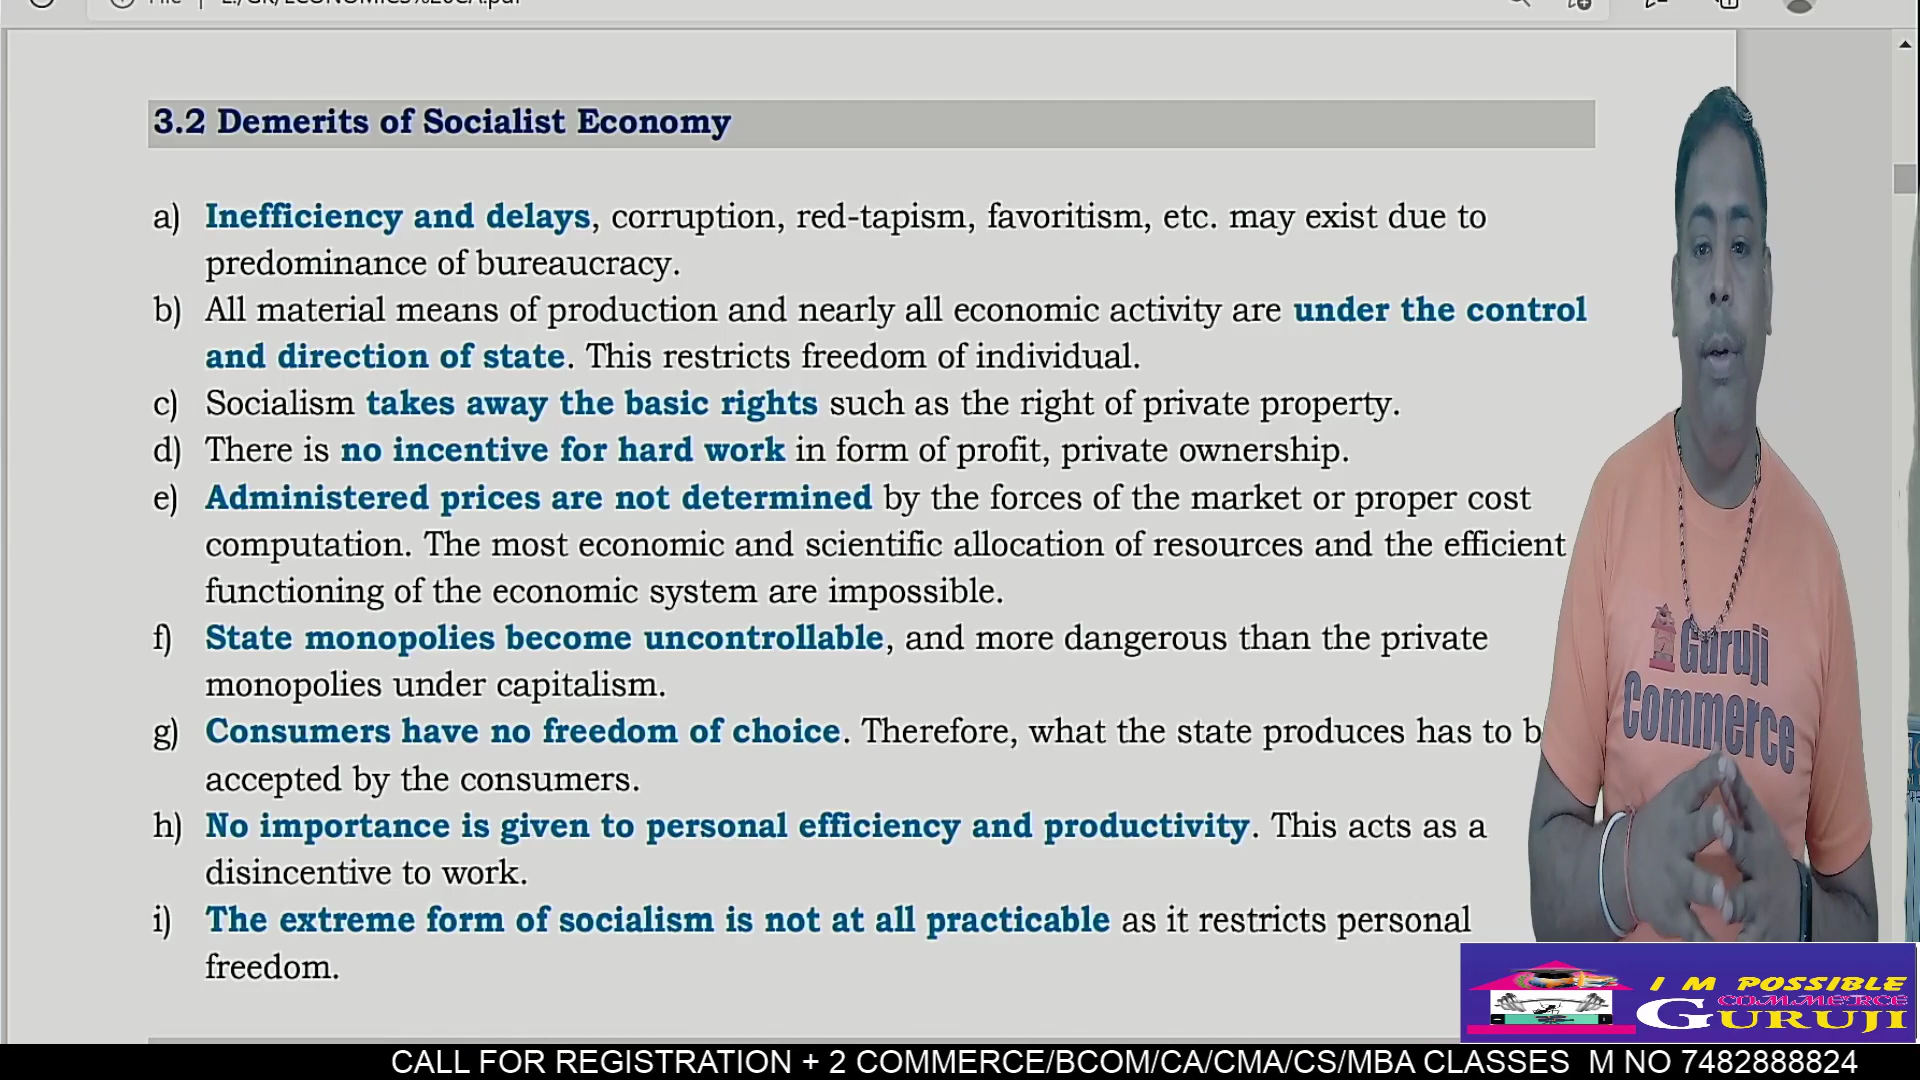 3.2 Demerits of Socialist Economy
a) Inefficiency and delays, corruption, red-tapism, favoritism, etc. may exist due to
predominance of bureaucracy.
b) All material means of production and nearly all economic activity are under the control
and direction of state. This restricts freedom of individual.
c) Socialism takes away the basic rights such as the right of private property.
d) There is no incentive for hard work in form of profit, private ownership.
e) Administered prices are not determined by the forces of the market or proper cost
computation. The most economic and scientific allocation of resources and the efficient
functioning of the economic system are impossible.
f) State monopolies become uncontrollable, and more dangerous than the private
monopolies under capitalism.
g) Consumers have no freedom of choice. Therefore, what the state produces has to b
accepted by the consumers.
h) No importance is given to personal efficiency and productivity. This acts as a
disincentive to work.
i) The extreme form of socialism is not at all practicable as it restricts personal
freedom.
Guruji
Commerce
I M POSSIBLE
COMMERCE
GURUJI
CALL FOR REGISTRATION + 2 COMMERCE/BCOM/CA/CMA/CS/MBA CLASSES M NO 7482888824